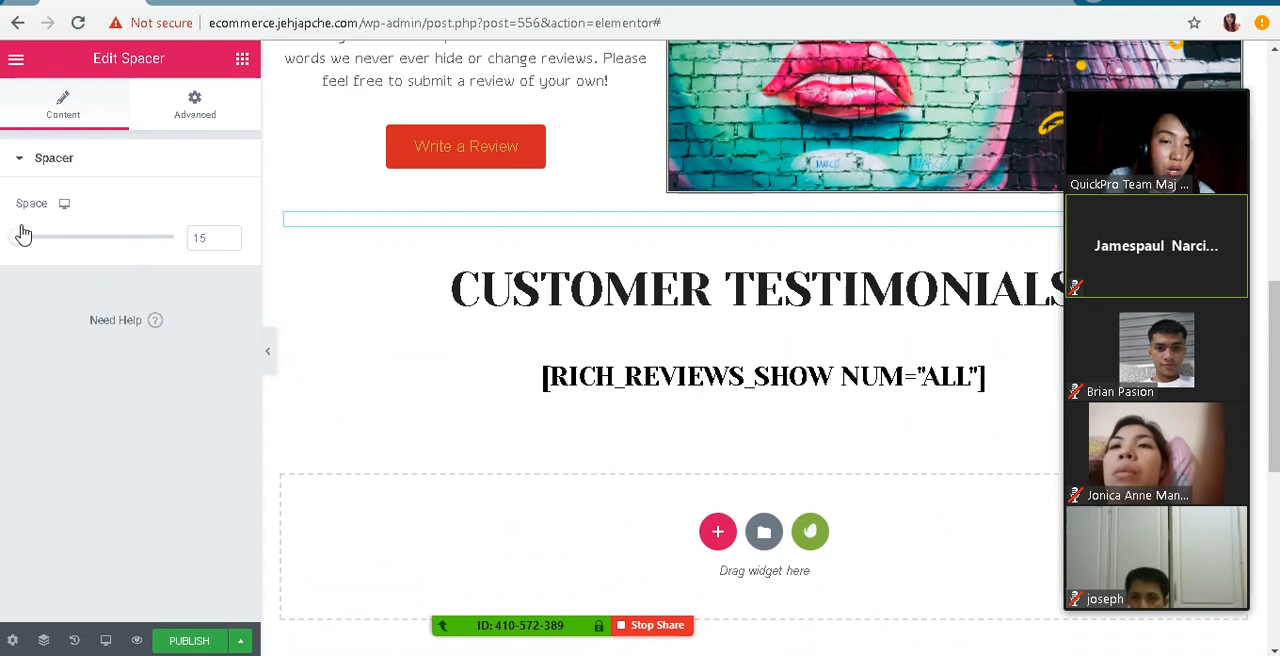 Not secure
ecommerce.jehjapche.com/wp-admin/post.php?post=556&action=elementor#
Edit Spacer
Content
Advanced
Spacer
Space
15
Need Help
?
PUBLISH
words we never ever hide or change reviews. Please
feel free to submit a review of your own!
Write a Review
CUSTOMER TESTIMONIALS
[RICH_REVIEWS_SHOW NUM="ALL"]
Drag widget here
ID: 410-572-389
Stop Share
QuickPro Team Maj ...
Jamespaul Narci...
Brian Pasion
Jonica Anne Man...
joseph